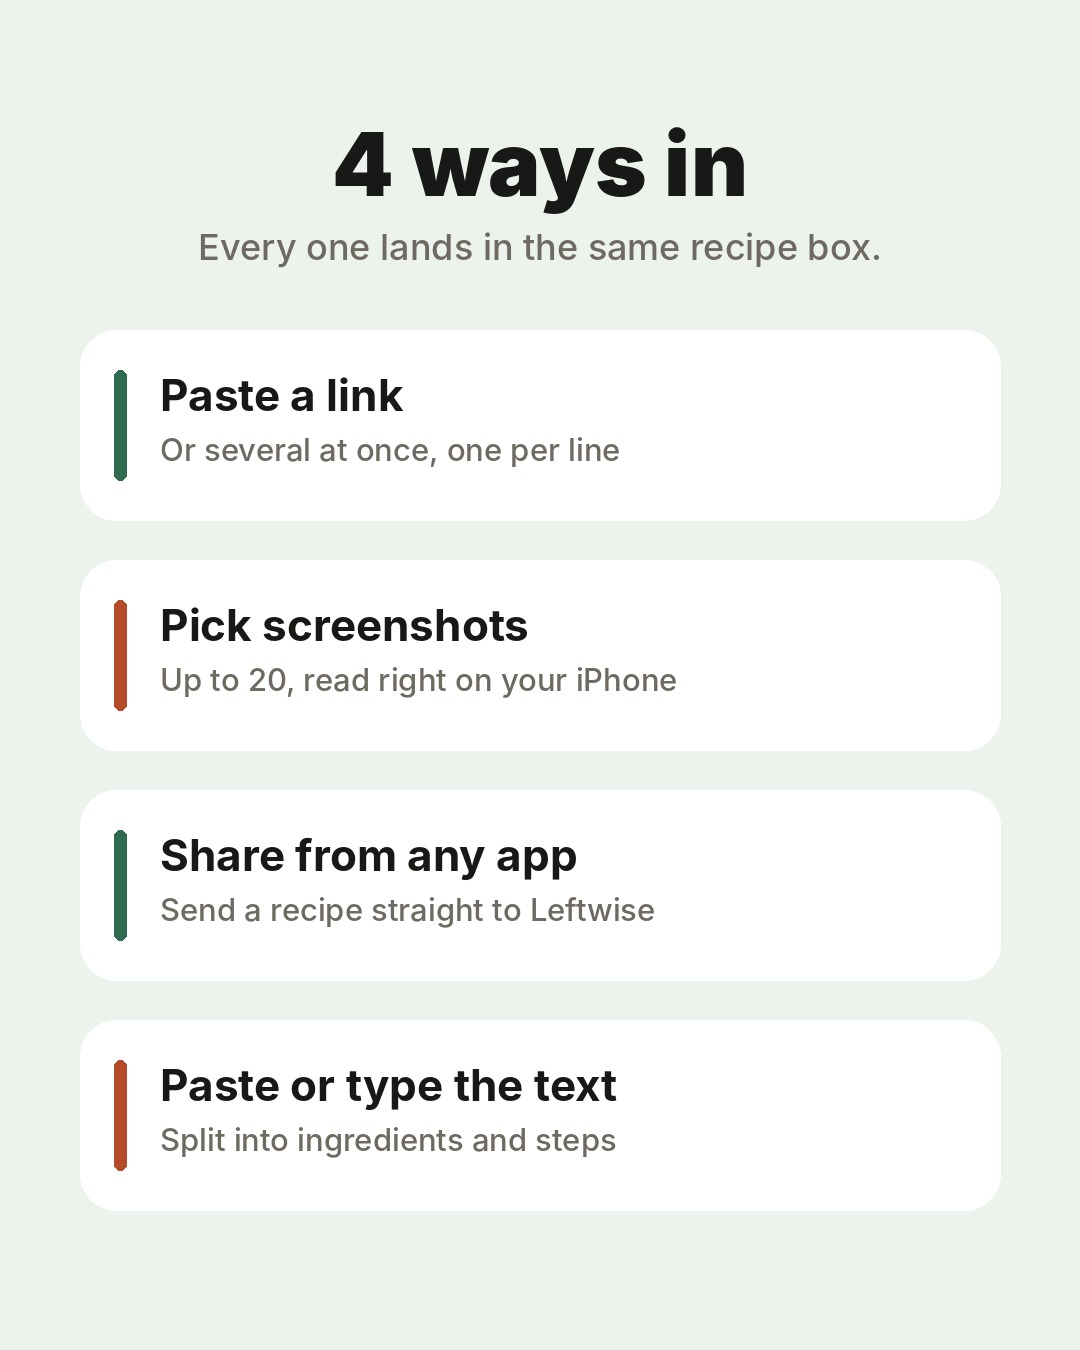 4 ways in
Every one lands in the same recipe box.
Paste a link
Or several at once, one per line
Pick screenshots
Up to 20, read right on your iPhone
Share from any app
Send a recipe straight to Leftwise
Paste or type the text
Split into ingredients and steps